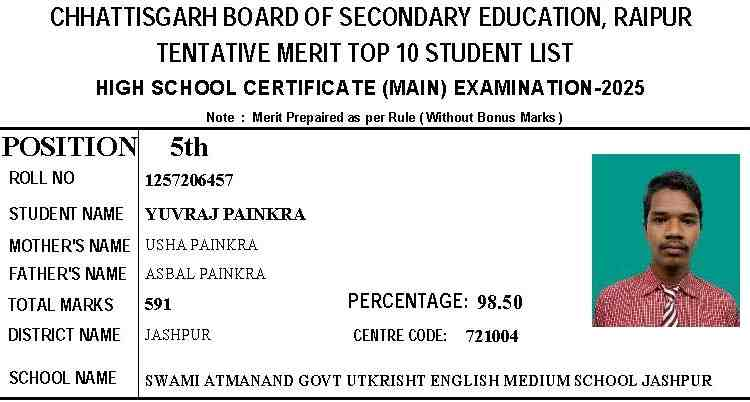 CHHATTISGARH BOARD OF SECONDARY EDUCATION, RAIPUR
TENTATIVE MERIT TOP 10 STUDENT LIST
HIGH SCHOOL CERTIFICATE (MAIN) EXAMINATION-2025
Note : Merit Prepaired as per Rule ( Without Bonus Marks )
POSITION 5th
ROLL NO 1257206457
STUDENT NAME YUVRAJ PAINKRA
MOTHER'S NAME USHA PAINKRA
FATHER'S NAME ASBAL PAINKRA
TOTAL MARKS 591 PERCENTAGE: 98.50
DISTRICT NAME JASHPUR CENTRE CODE: 721004
SCHOOL NAME SWAMI ATMANAND GOVT UTKRISHT ENGLISH MEDIUM SCHOOL JASHPUR